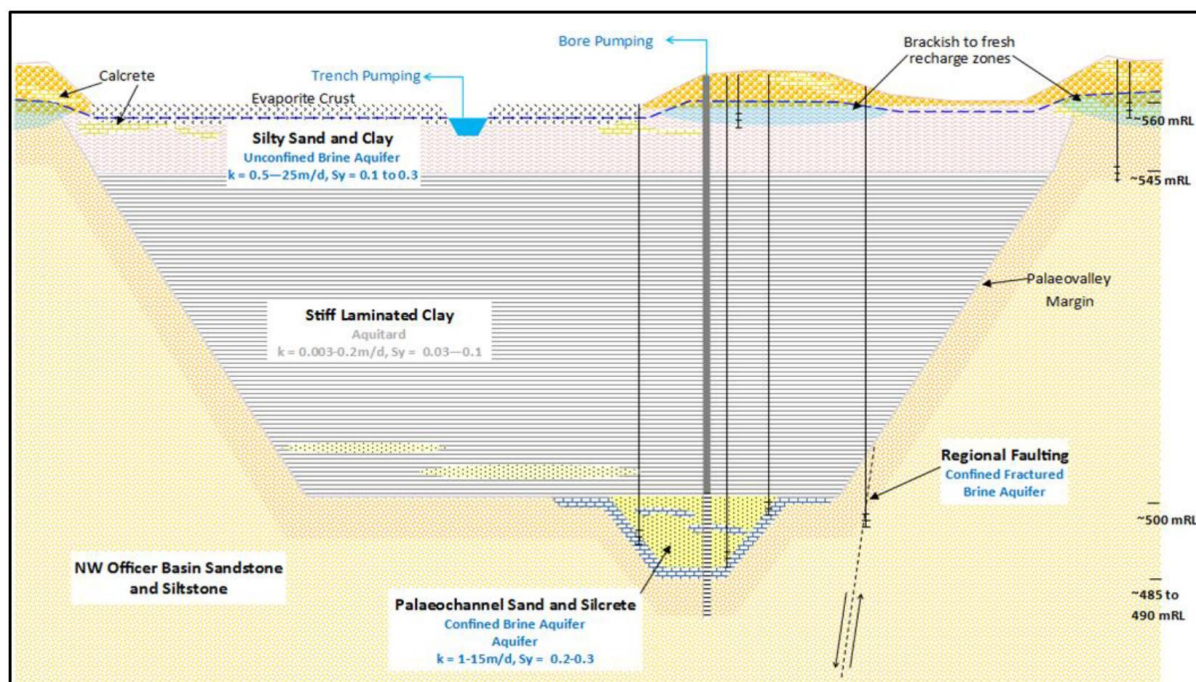 Bore Pumping
Brackish to fresh
recharge zones
Calcrete
Trench Pumping
Evaporite Crust
~560 mRL
Silty Sand and Clay
Unconfined Brine Aquifer
k = 0.5—25m/d, Sy = 0.1 to 0.3
~545 mRL
Palaeovalley
Margin
Stiff Laminated Clay
Aquitard
k = 0.003-0.2m/d, Sy = 0.03—0.1
Regional Faulting
Confined Fractured
Brine Aquifer
~500 mRL
NW Officer Basin Sandstone
and Siltstone
Palaeochannel Sand and Silcrete
Confined Brine Aquifer
Aquifer
k = 1-15m/d, Sy = 0.2-0.3
~485 to
490 mRL